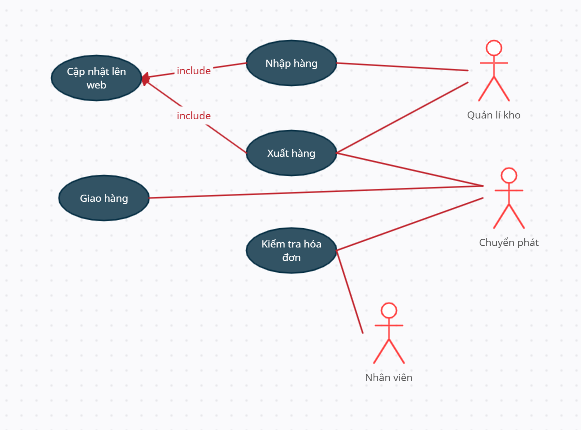 Cập nhật lên
web
include
Nhập hàng
include
Xuất hàng
Quản lí kho
Giao hàng
Chuyển phát
Kiểm tra hóa
đơn
Nhân viên